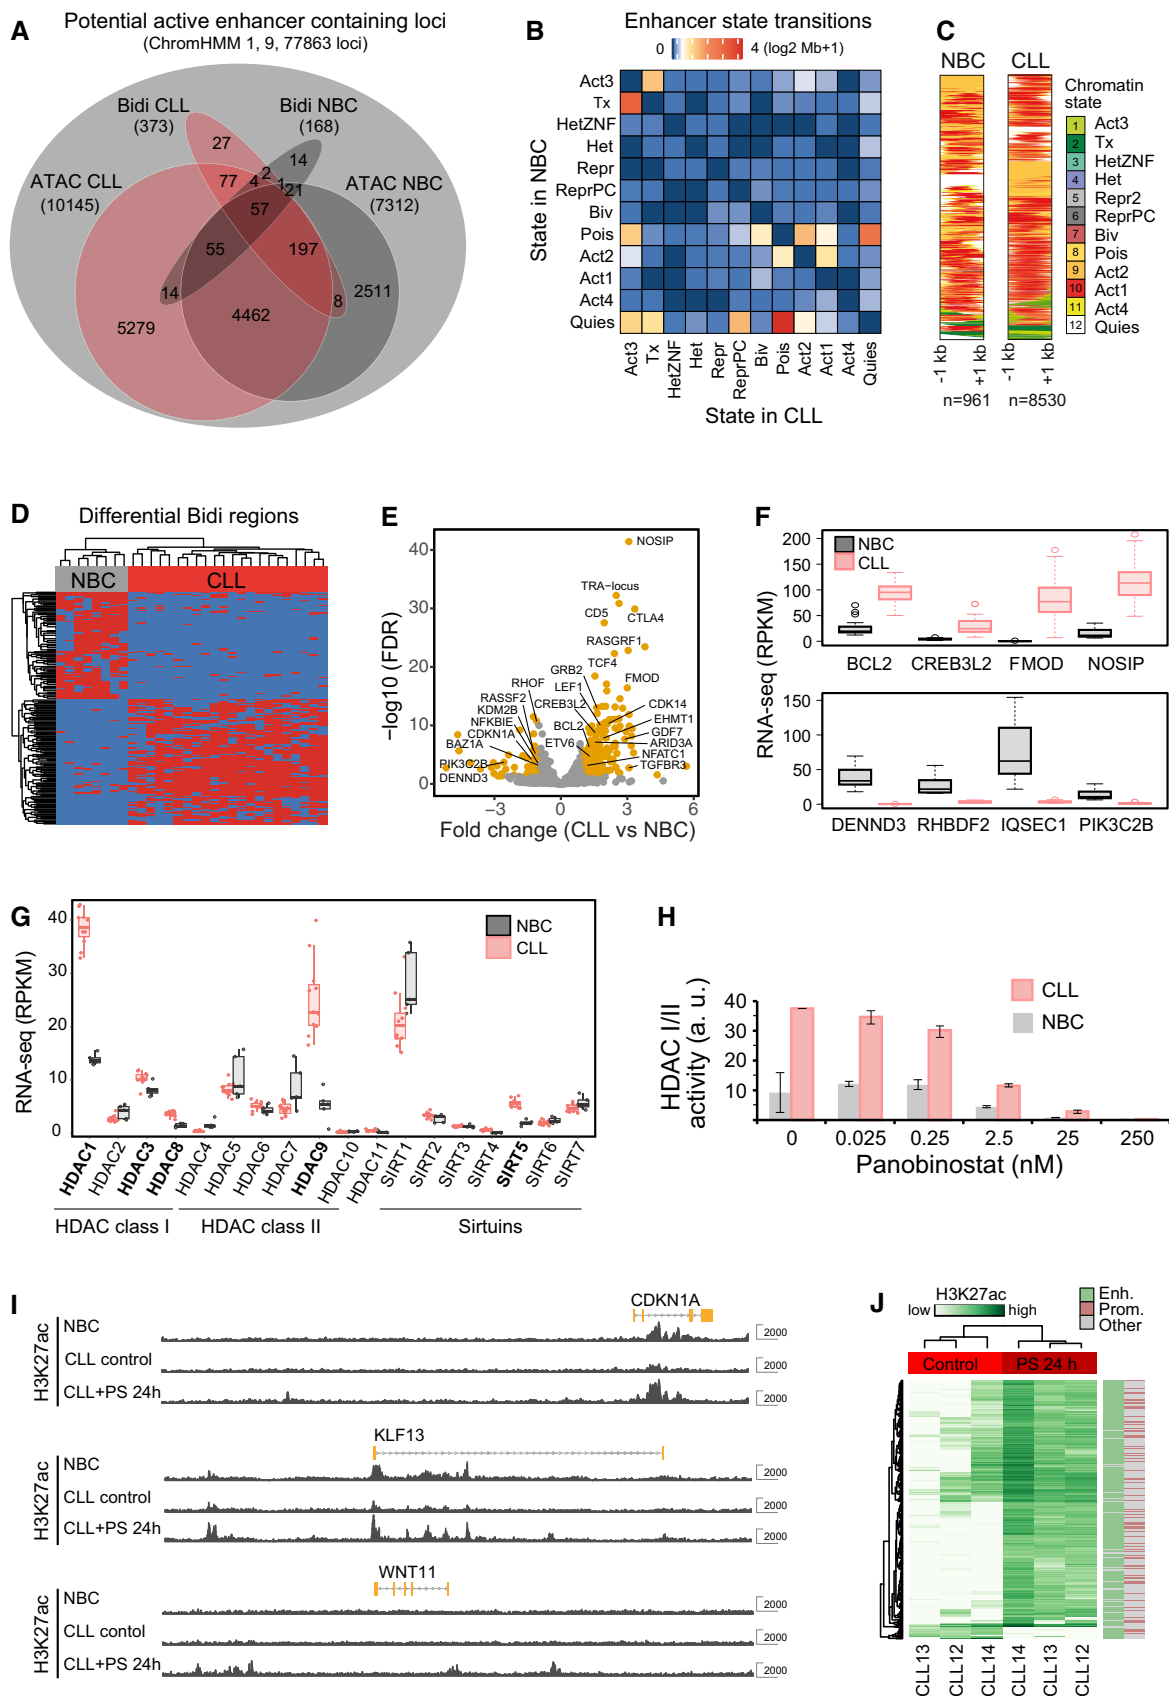 A
Potential active enhancer containing loci
(ChromHMM 1, 9, 77863 loci)
Bidi CLL
(373)
Bidi NBC
(168)
ATAC CLL
(10145)
ATAC NBC
(7312)
27
14
2
77
4
1
21
57
55
197
14
8
2511
5279
4462
B
Enhancer state transitions
0
4 (log2 Mb+1)
State in NBC
Act3
Tx
HetZNF
Het
Repr
ReprPC
Biv
Pois
Act2
Act1
Act4
Quies
Act3
Tx
HetZNF
Het
Repr
ReprPC
Biv
Pois
Act2
Act1
Act4
Quies
State in CLL
C
NBC
CLL
Chromatin
state
1 Act3
2 Tx
3 HetZNF
4 Het
5 Repr2
6 ReprPC
7 Biv
8 Pois
9 Act2
10 Act1
11 Act4
12 Quies
-1 kb
+1 kb
-1 kb
+1 kb
n=961
n=8530
D
Differential Bidi regions
NBC
CLL
E
−log10 (FDR)
40
30
20
10
0
NOSIP
TRA−locus
CD5
CTLA4
RASGRF1
TCF4
GRB2
FMOD
LEF1
RHOF
CREB3L2
CDK14
RASSF2
KDM2B
BCL2
EHMT1
NFKBIE
GDF7
CDKN1A
ETV6
ARID3A
BAZ1A
NFATC1
PIK3C2B
TGFBR3
DENND3
−3
0
3
6
Fold change (CLL vs NBC)
F
RNA-seq (RPKM)
200
150
100
50
0
NBC
CLL
BCL2
CREB3L2
FMOD
NOSIP
150
100
50
0
DENND3
RHBDF2
IQSEC1
PIK3C2B
G
RNA-seq (RPKM)
40
30
20
10
0
NBC
CLL
HDAC1
HDAC2
HDAC3
HDAC8
HDAC4
HDAC5
HDAC6
HDAC7
HDAC9
HDAC10
HDAC11
SIRT1
SIRT2
SIRT3
SIRT4
SIRT5
SIRT6
SIRT7
HDAC class I
HDAC class II
Sirtuins
H
HDAC I/II
activity (a. u.)
40
30
20
10
CLL
NBC
0
0.025
0.25
2.5
25
250
Panobinostat (nM)
I
CDKN1A
H3K27ac
NBC
2000
CLL control
2000
CLL+PS 24h
2000
KLF13
H3K27ac
NBC
2000
CLL control
2000
CLL+PS 24h
2000
WNT11
H3K27ac
NBC
2000
CLL contol
2000
CLL+PS 24h
2000
J
H3K27ac
low
high
Enh.
Prom.
Other
Control
PS 24 h
CLL13
CLL12
CLL14
CLL14
CLL13
CLL12